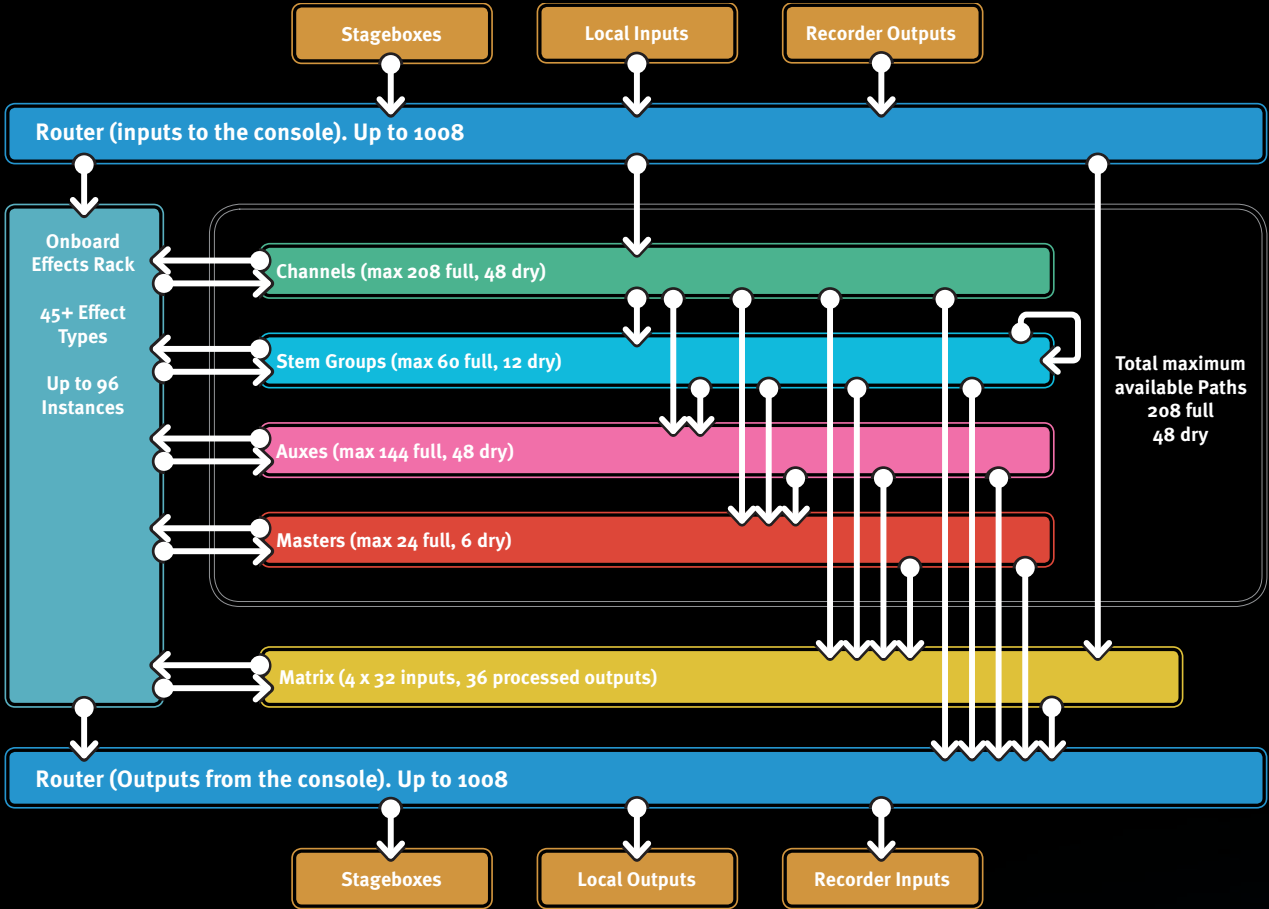 Stageboxes
Local Inputs
Recorder Outputs
Router (inputs to the console). Up to 1008
Onboard
Effects Rack
45+ Effect
Types
Up to 96
Instances
Channels (max 208 full, 48 dry)
Stem Groups (max 60 full, 12 dry)
Auxes (max 144 full, 48 dry)
Masters (max 24 full, 6 dry)
Total maximum
available Paths
208 full
48 dry
Matrix (4 x 32 inputs, 36 processed outputs)
Router (Outputs from the console). Up to 1008
Stageboxes
Local Outputs
Recorder Inputs